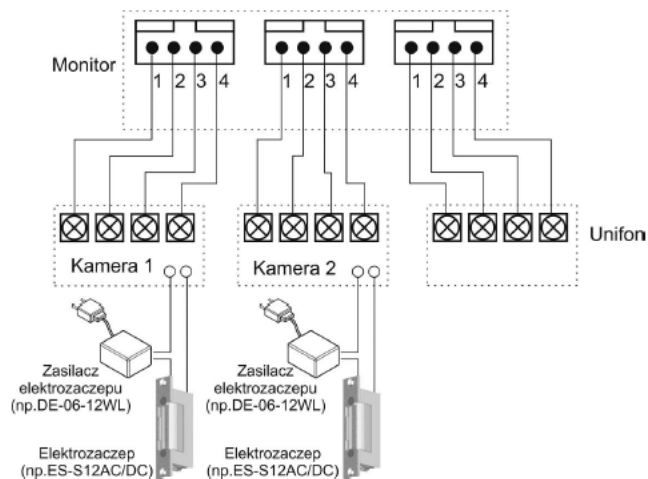 Monitor
1 2 3 4
1 2 3 4
1 2 3 4
Kamera 1
Kamera 2
Unifon
Zasilacz
elektrozaczepu
(np.DE-06-12WL)
Zasilacz
elektrozaczepu
(np.DE-06-12WL)
Elektrozaczep
(np.ES-S12AC/DC)
Elektrozaczep
(np.ES-S12AC/DC)